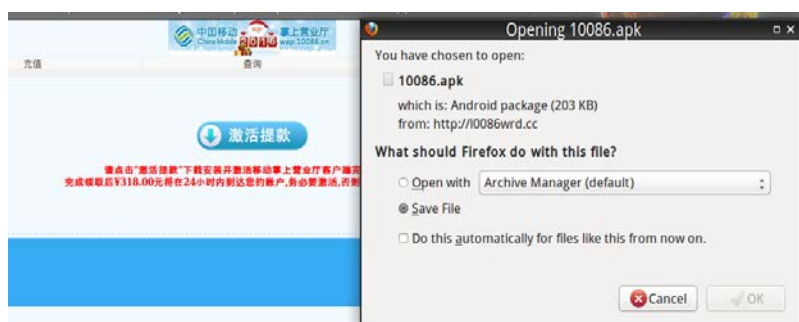 中国移动
China Mobile
2015
掌上营业厅
wap.10086.cn
充值
查询
激活提款
请点击"激活提款"下载安装并激活移动掌上营业厅客户端完
完成领取后¥318.00元将在24小时内到达您的账户,务必要激活,否则
Opening 10086.apk
You have chosen to open:
10086.apk
which is: Android package (203 KB)
from: http://l0086wrd.cc
What should Firefox do with this file?
Open with Archive Manager (default)
Save File
Do this automatically for files like this from now on.
Cancel
OK